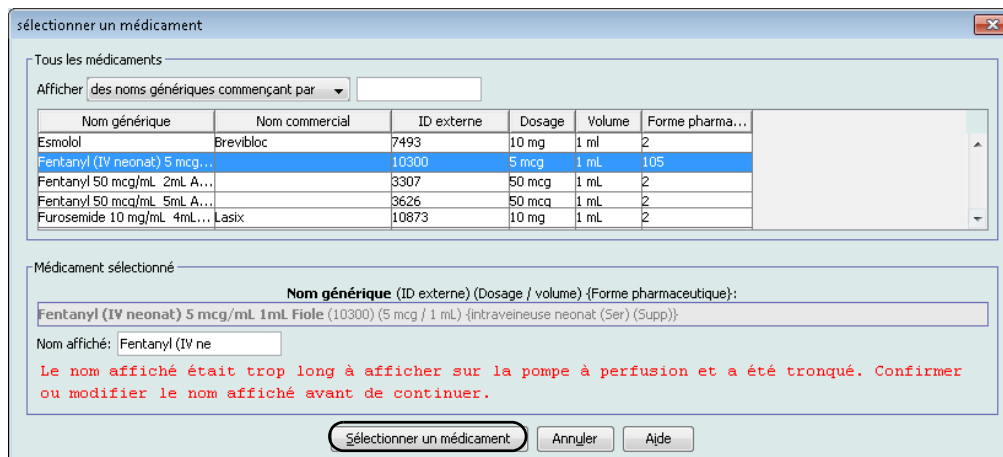 sélectionner un médicament
Tous les médicaments
Afficher des noms génériques commençant par
Nom générique Nom commercial ID externe Dosage Volume Forme pharma...
Esmolol Brevibloc 7493 10 mg 1 ml 2
Fentanyl (IV neonat) 5 mcg... 10300 5 mcg 1 mL 105
Fentanyl 50 mcg/mL 2mL A... 3307 50 mcg 1 mL 2
Fentanyl 50 mcg/mL 5mL A... 3626 50 mcg 1 mL 2
Furosemide 10 mg/mL 4mL... Lasix 10873 10 mg 1 mL 2
Médicament sélectionné
Nom générique (ID externe) (Dosage / volume) {Forme pharmaceutique}:
Fentanyl (IV neonat) 5 mcg/mL 1mL Fiole (10300) (5 mcg / 1 mL) {intraveineuse neonat (Ser) (Supp)}
Nom affiché: Fentanyl (IV ne
Le nom affiché était trop long à afficher sur la pompe à perfusion et a été tronqué. Confirmer
ou modifier le nom affiché avant de continuer.
Sélectionner un médicament Annuler Aide